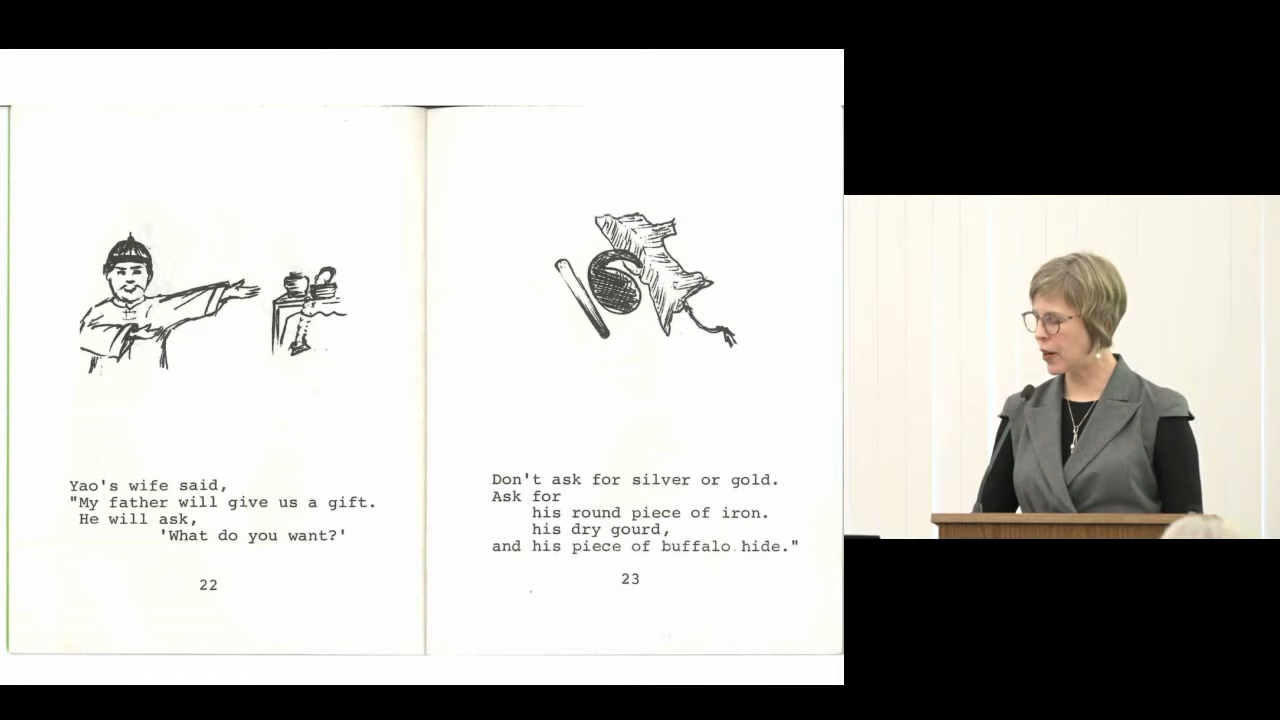 Yao's wife said,
"My father will give us a gift.
He will ask,
'What do you want?'
22
Don't ask for silver or gold.
Ask for
his round piece of iron.
his dry gourd,
and his piece of buffalo hide."
23